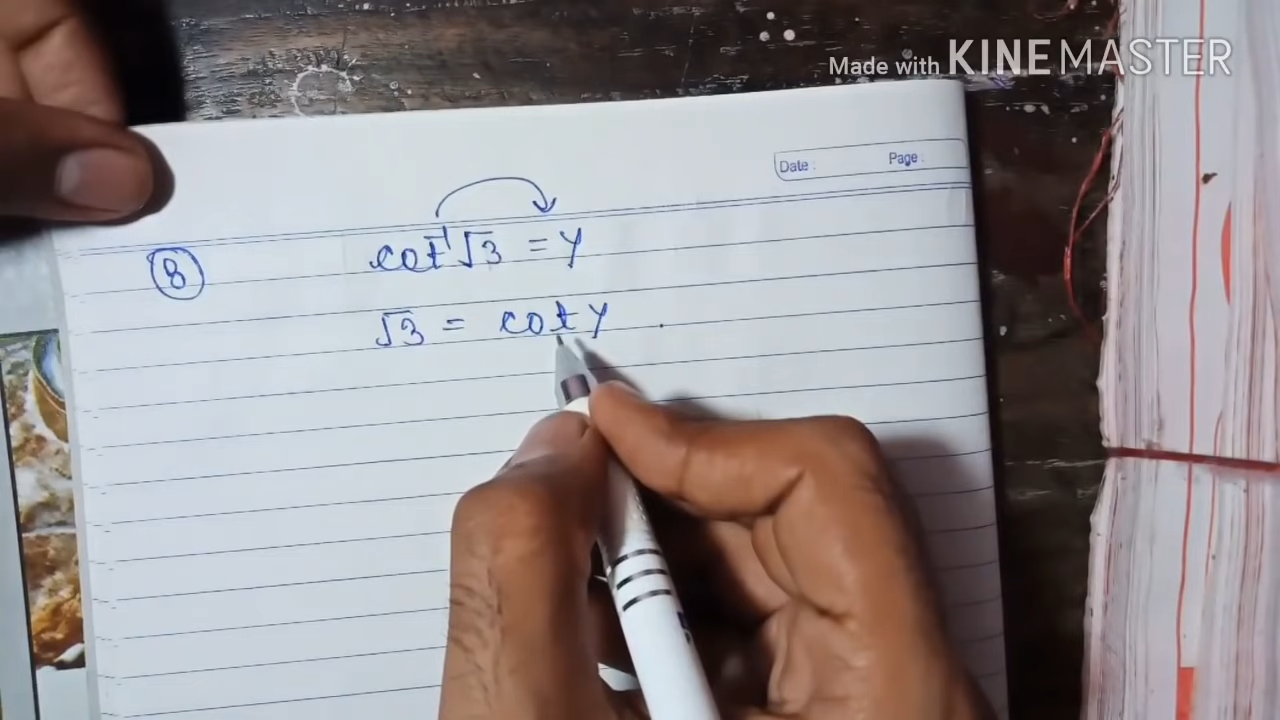 Made with KINEMASTER
Date : Page .
8 cot⁻¹ √3 = y
√3 = cot y